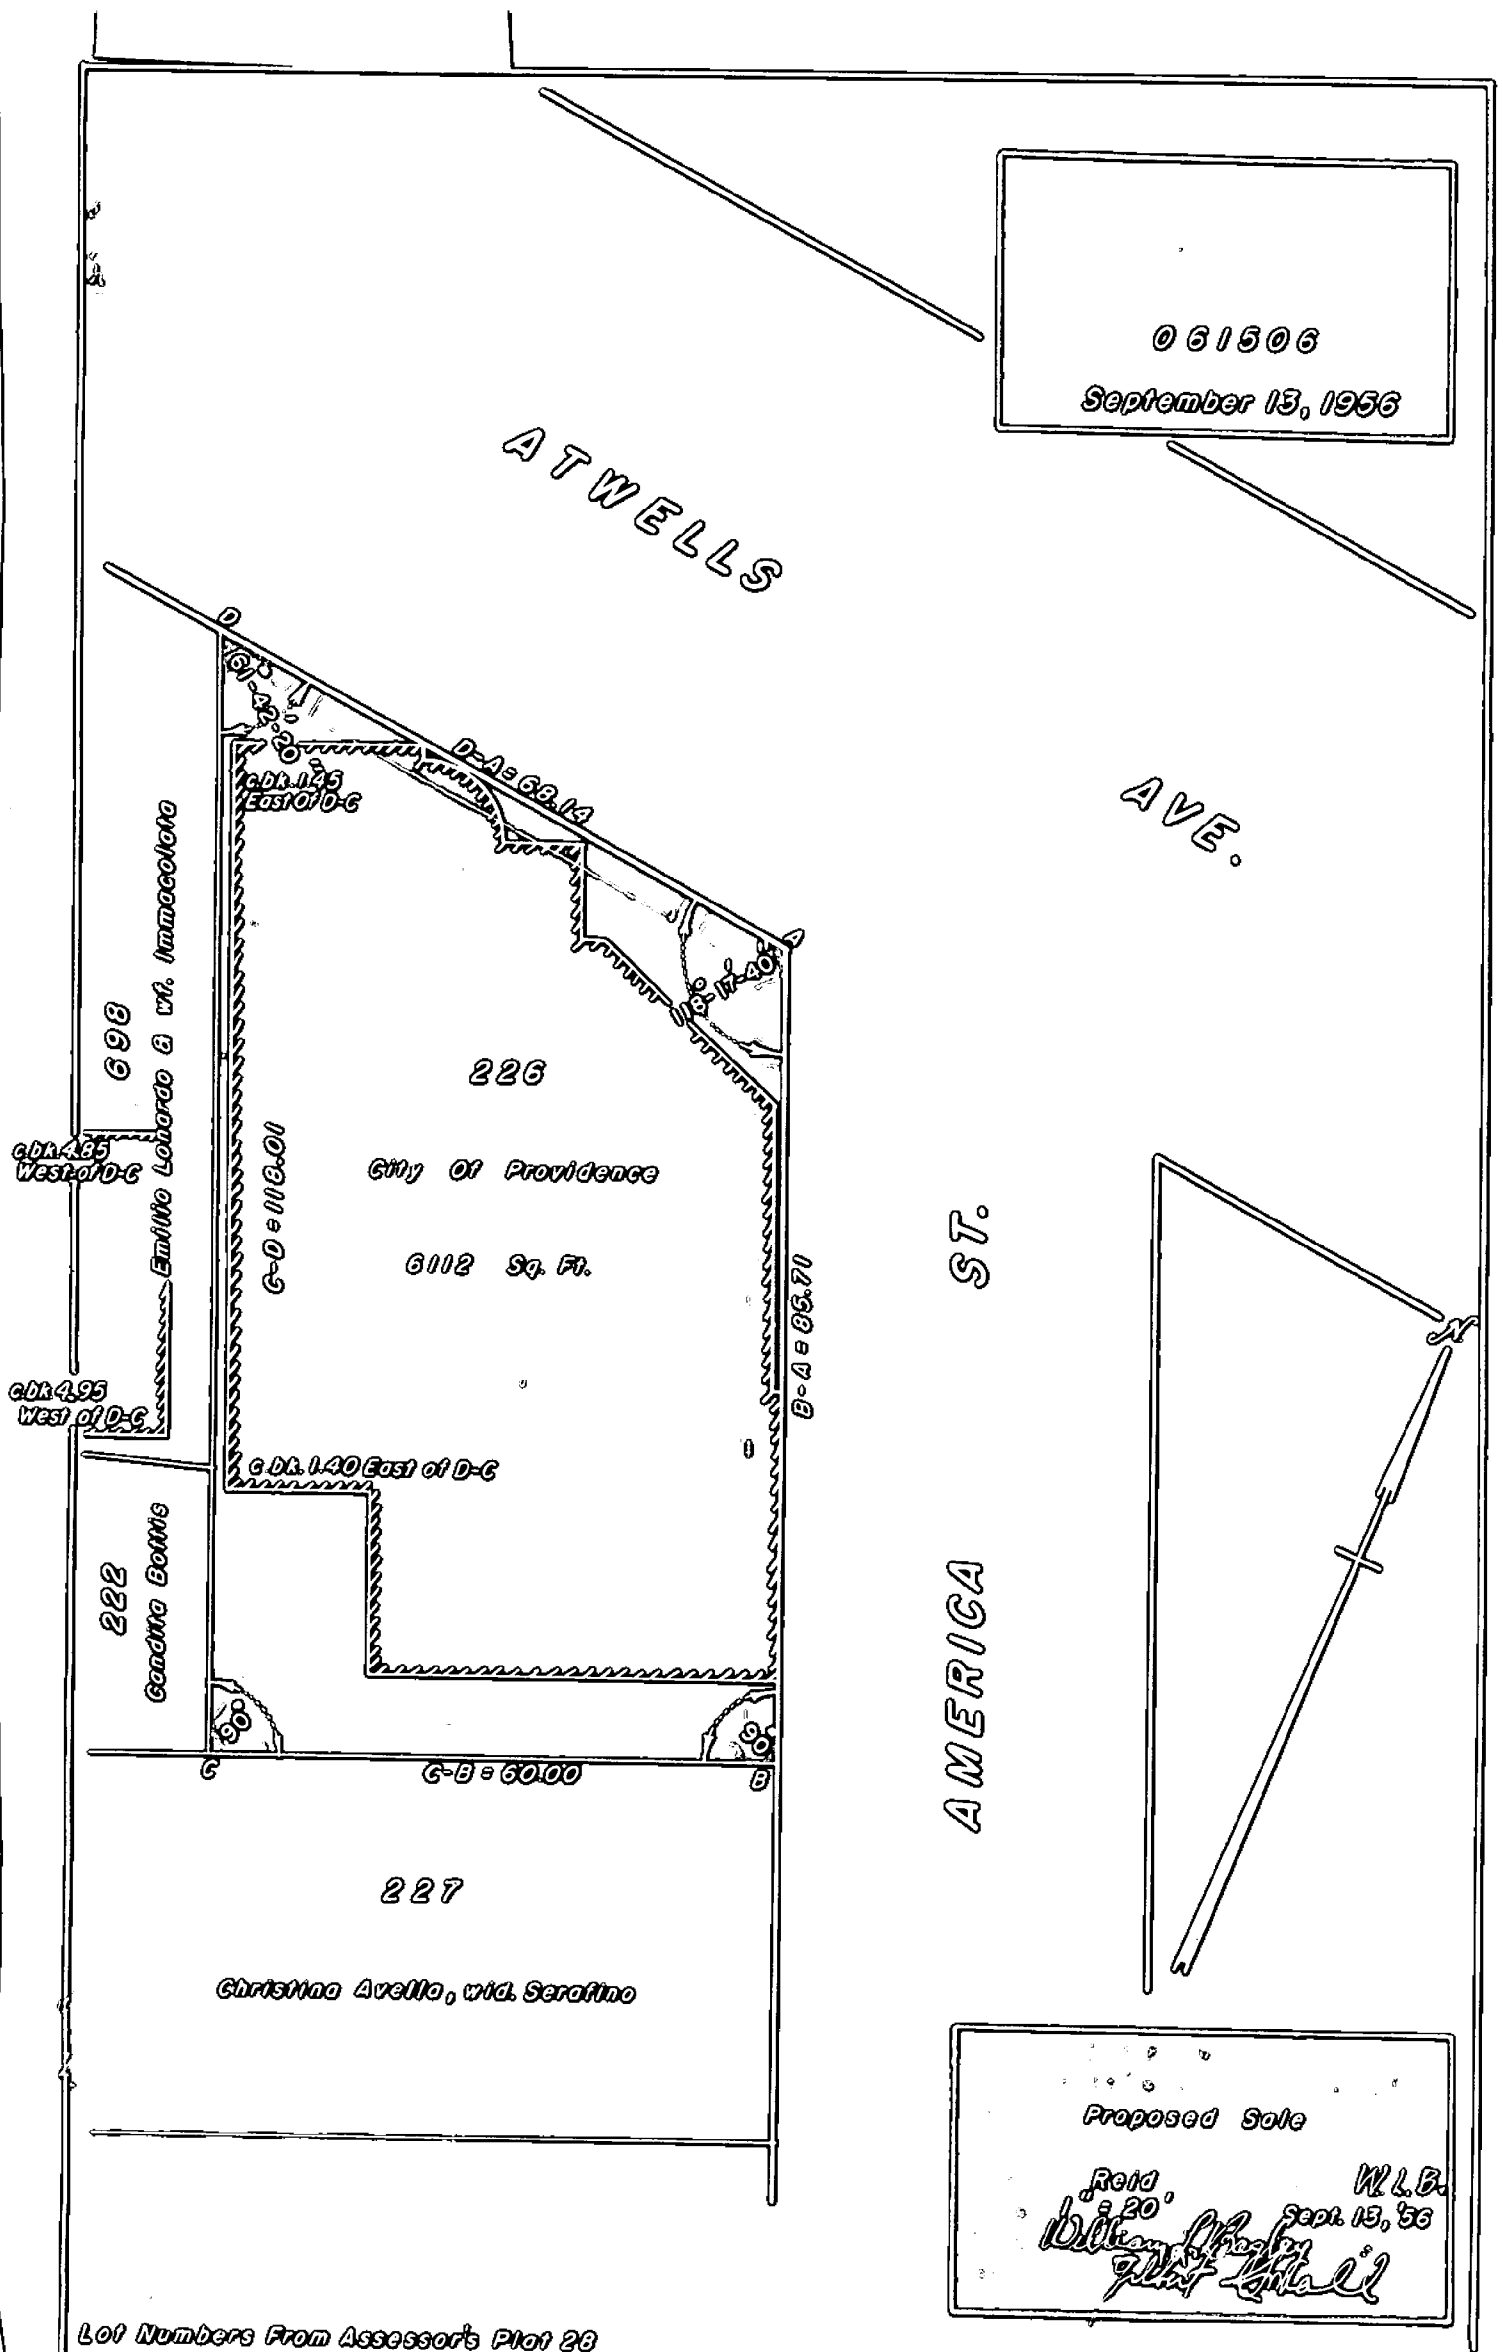 061506
September 13, 1956
ATWELLS
AVE.
D
61°-42'-20"
D-A = 68.14
c.bk. 1.45
East Of D-C
A
118°-17'-40"
698
Emilio Lonardo & wf. Immacolata
226
City Of Providence
6112 Sq. Ft.
C-D = 118.01
B-A = 85.71
c.bk. 4.85
West of D-C
c.bk. 4.95
West of D-C
c.bk. 1.40 East of D-C
AMERICA ST.
N
222
90°
90°
C
C-B = 60.00
B
227
Christina Avella, wid. Serafino
Proposed Sale
Reid W.L.B.
1" = 20' Sept. 13, '56
William
Lot Numbers From Assessor's Plat 28